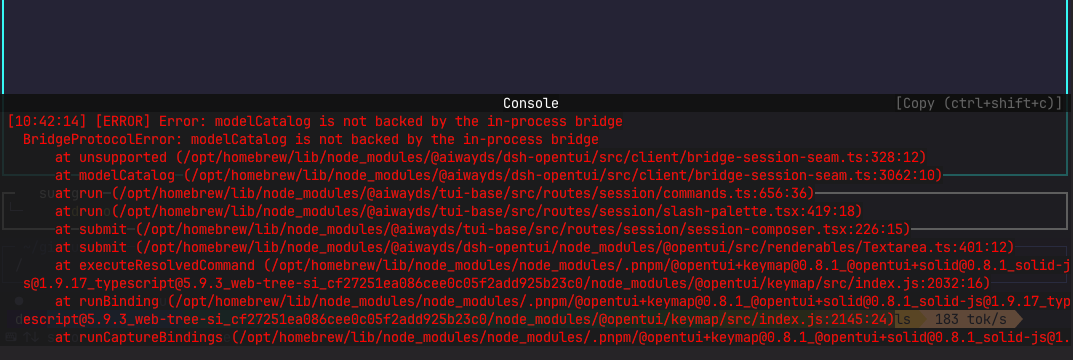 Console
[Copy (ctrl+shift+c)]
[10:42:14] [ERROR] Error: modelCatalog is not backed by the in-process bridge
BridgeProtocolError: modelCatalog is not backed by the in-process bridge
at unsupported (/opt/homebrew/lib/node_modules/@aiwayds/dsh-opentui/src/client/bridge-session-seam.ts:328:12)
at modelCatalog (/opt/homebrew/lib/node_modules/@aiwayds/dsh-opentui/src/client/bridge-session-seam.ts:3062:10)
at run (/opt/homebrew/lib/node_modules/@aiwayds/tui-base/src/routes/session/commands.ts:656:36)
at run (/opt/homebrew/lib/node_modules/@aiwayds/tui-base/src/routes/session/slash-palette.tsx:419:18)
at submit (/opt/homebrew/lib/node_modules/@aiwayds/tui-base/src/routes/session/session-composer.tsx:226:15)
at submit (/opt/homebrew/lib/node_modules/@aiwayds/dsh-opentui/node_modules/@opentui/src/renderables/Textarea.ts:401:12)
at executeResolvedCommand (/opt/homebrew/lib/node_modules/node_modules/.pnpm/@opentui+keymap@0.8.1_@opentui+solid@0.8.1_solid-j
s@1.9.17_typescript@5.9.3_web-tree-si_cf27251ea086cee0c05f2add925b23c0/node_modules/@opentui/keymap/src/index.js:2032:16)
at runBinding (/opt/homebrew/lib/node_modules/node_modules/.pnpm/@opentui+keymap@0.8.1_@opentui+solid@0.8.1_solid-js@1.9.17_typ
descript@5.9.3_web-tree-si_cf27251ea086cee0c05f2add925b23c0/node_modules/@opentui/keymap/src/index.js:2145:24)ls 183 tok/s
at runCaptureBindings (/opt/homebrew/lib/node_modules/node_modules/.pnpm/@opentui+keymap@0.8.1_@opentui+solid@0.8.1_solid-js@1.